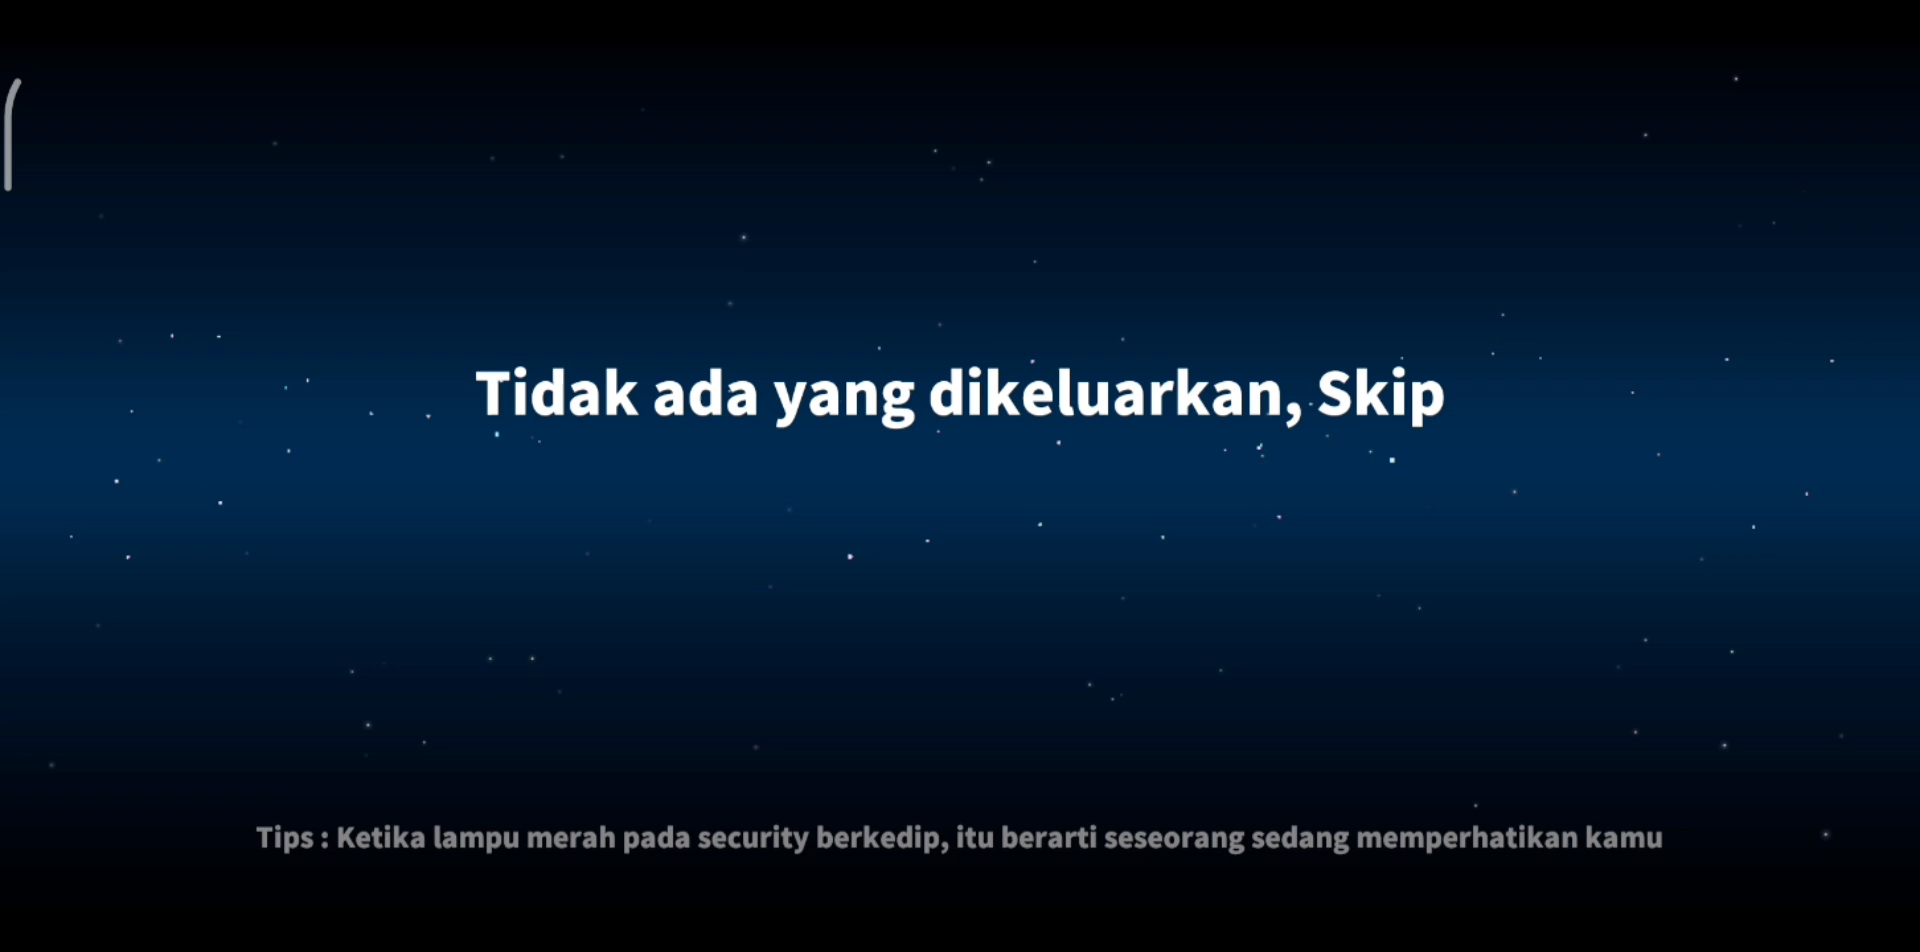 Tidak ada yang dikeluarkan, Skip
Tips : Ketika lampu merah pada security berkedip, itu berarti seseorang sedang memperhatikan kamu